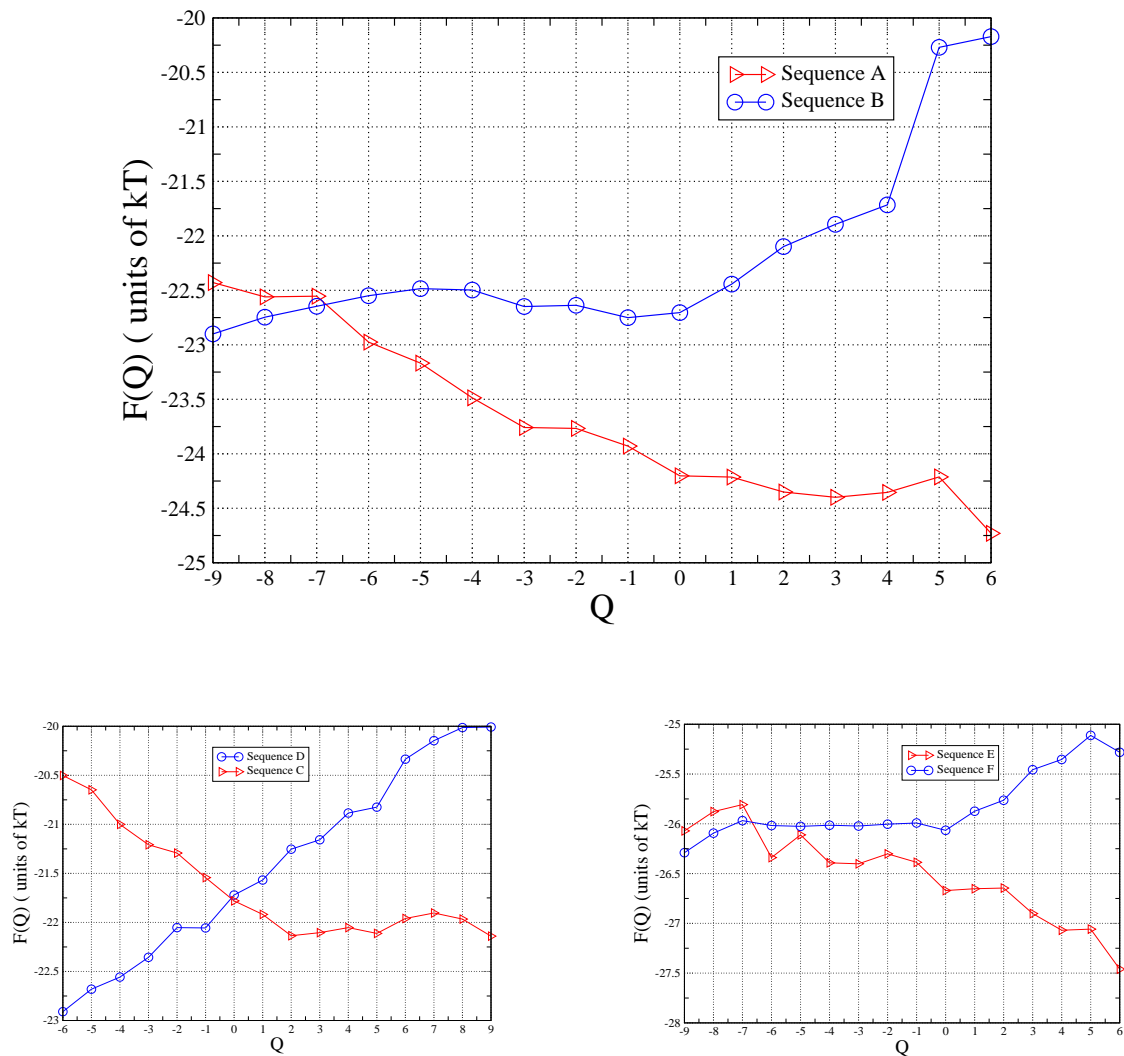 -20
-20.5
-21
-21.5
-22
-22.5
-23
-23.5
-24
-24.5
-25
F(Q) ( units of kT)
Sequence A
Sequence B
-9 -8 -7 -6 -5 -4 -3 -2 -1 0 1 2 3 4 5 6
Q
-20
-20.5
-21
-21.5
-22
-22.5
-23
F(Q) ( units of kT)
Sequence D
Sequence C
-6 -5 -4 -3 -2 -1 0 1 2 3 4 5 6 7 8 9
Q
-25
-25.5
-26
-26.5
-27
-27.5
-28
F(Q) (units of kT)
Sequence E
Sequence F
-9 -8 -7 -6 -5 -4 -3 -2 -1 0 1 2 3 4 5 6
Q